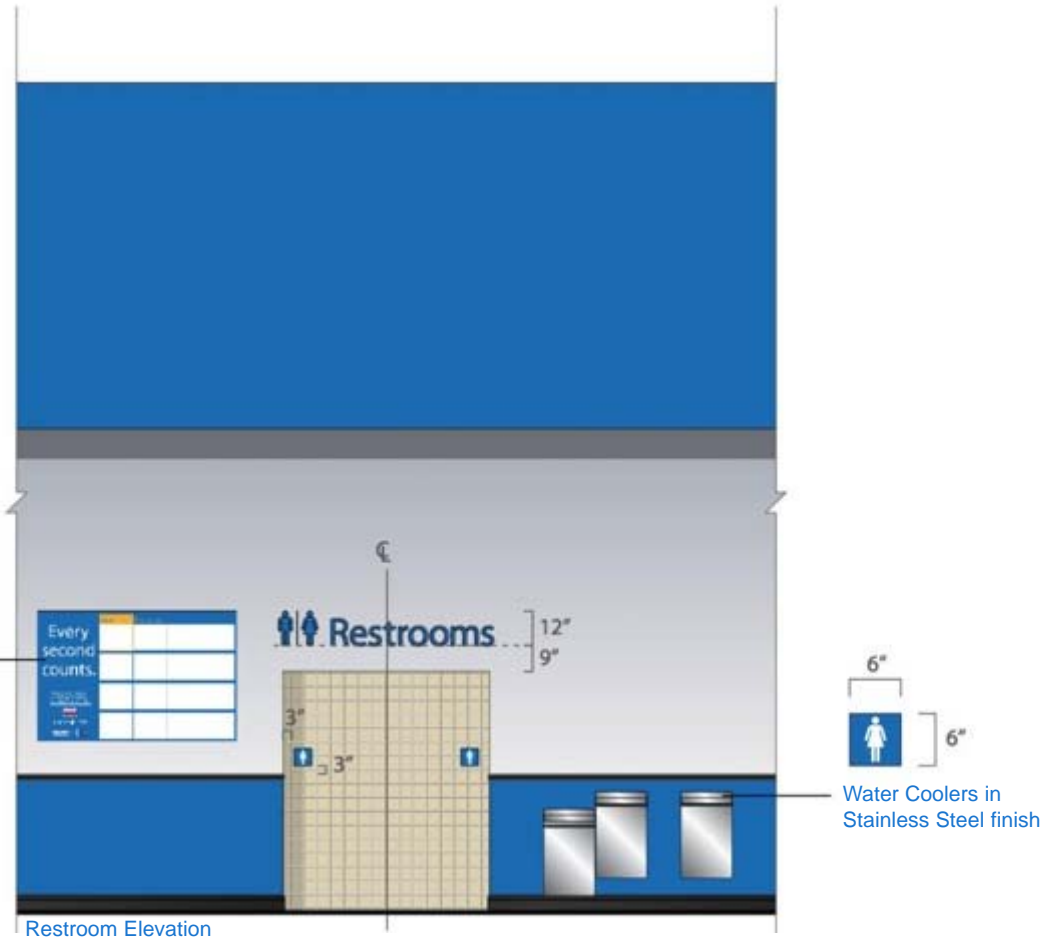 ℄
Every
second
counts.
Restrooms
12"
9"
3"
3"
6"
6"
Water Coolers in
Stainless Steel finish
Restroom Elevation